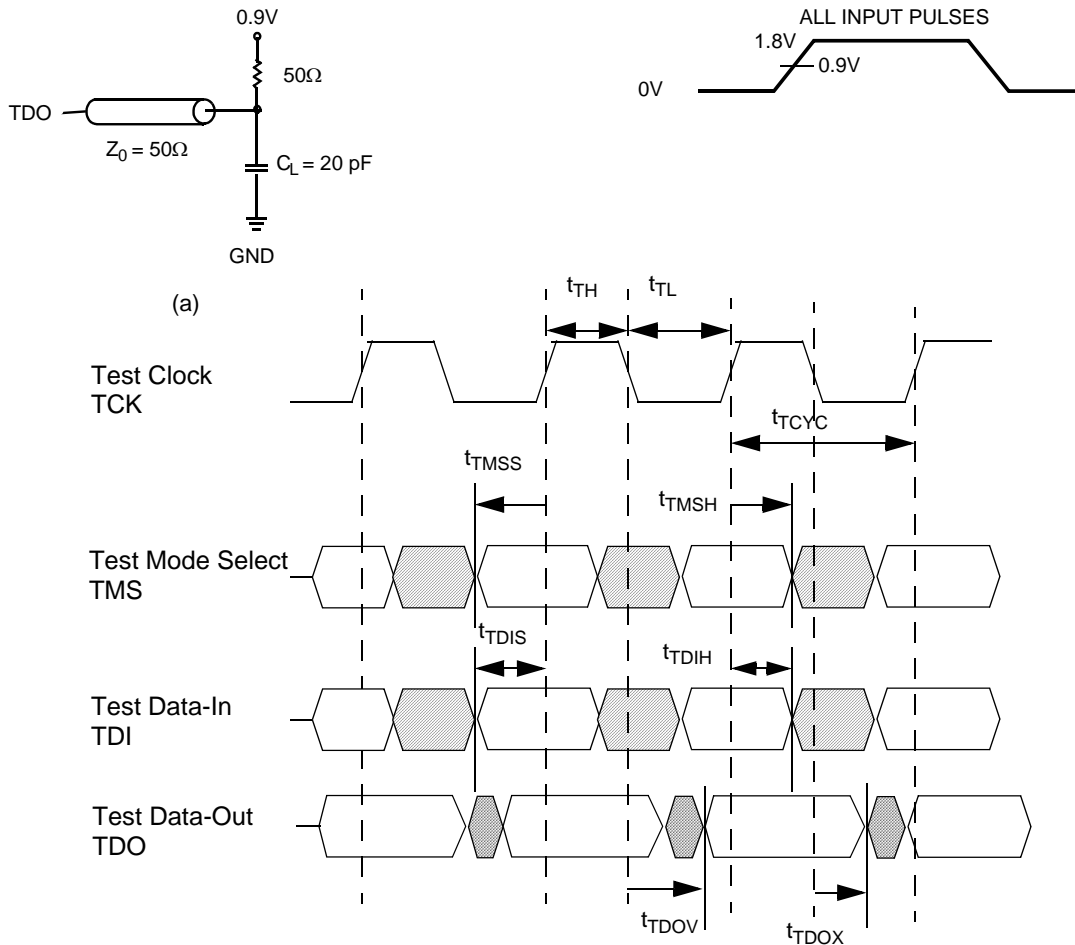 0.9V
50Ω
TDO
Z0 = 50Ω
CL = 20 pF
GND
(a)
ALL INPUT PULSES
1.8V
0.9V
0V
tTH
tTL
Test Clock
TCK
tTCYC
tTMSS
tTMSH
Test Mode Select
TMS
tTDIS
tTDIH
Test Data-In
TDI
Test Data-Out
TDO
tTDOV
tTDOX